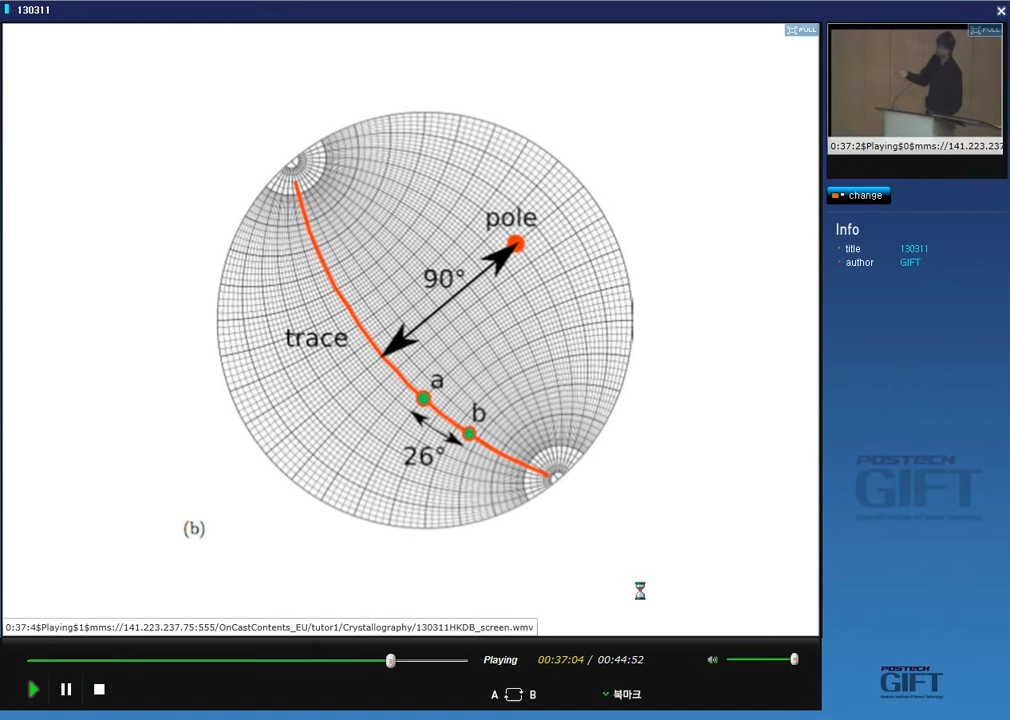 130311
FULL
FULL
pole
90°
trace
a
b
26°
(b)
0:37:2$Playing$0$mms://141.223.237
change
Info
title 130311
author GIFT
POSTECH
GIFT
0:37:4$Playing$1$mms://141.223.237.75:555/OnCastContents_EU/tutor1/Crystallography/130311HKDB_screen.wmv
Playing 00:37:04 / 00:44:52
A B 북마크
POSTECH
GIFT